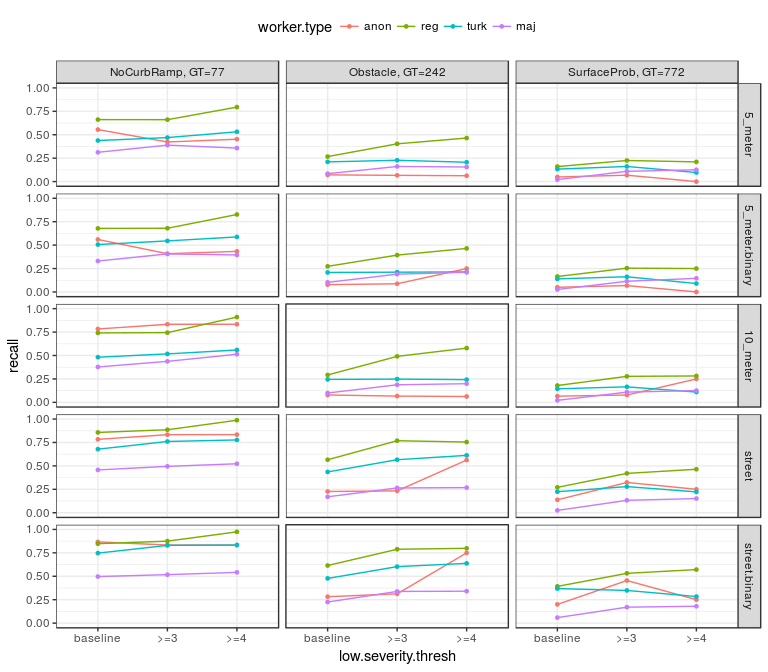 worker.type anon reg turk maj
NoCurbRamp, GT=77 Obstacle, GT=242 SurfaceProb, GT=772
1.00
0.75
0.50
0.25
0.00
5_meter
1.00
0.75
0.50
0.25
0.00
5_meter.binary
1.00
0.75
0.50
0.25
0.00
10_meter
1.00
0.75
0.50
0.25
0.00
street
1.00
0.75
0.50
0.25
0.00
street.binary
recall
baseline >=3 >=4 baseline >=3 >=4 baseline >=3 >=4
low.severity.thresh